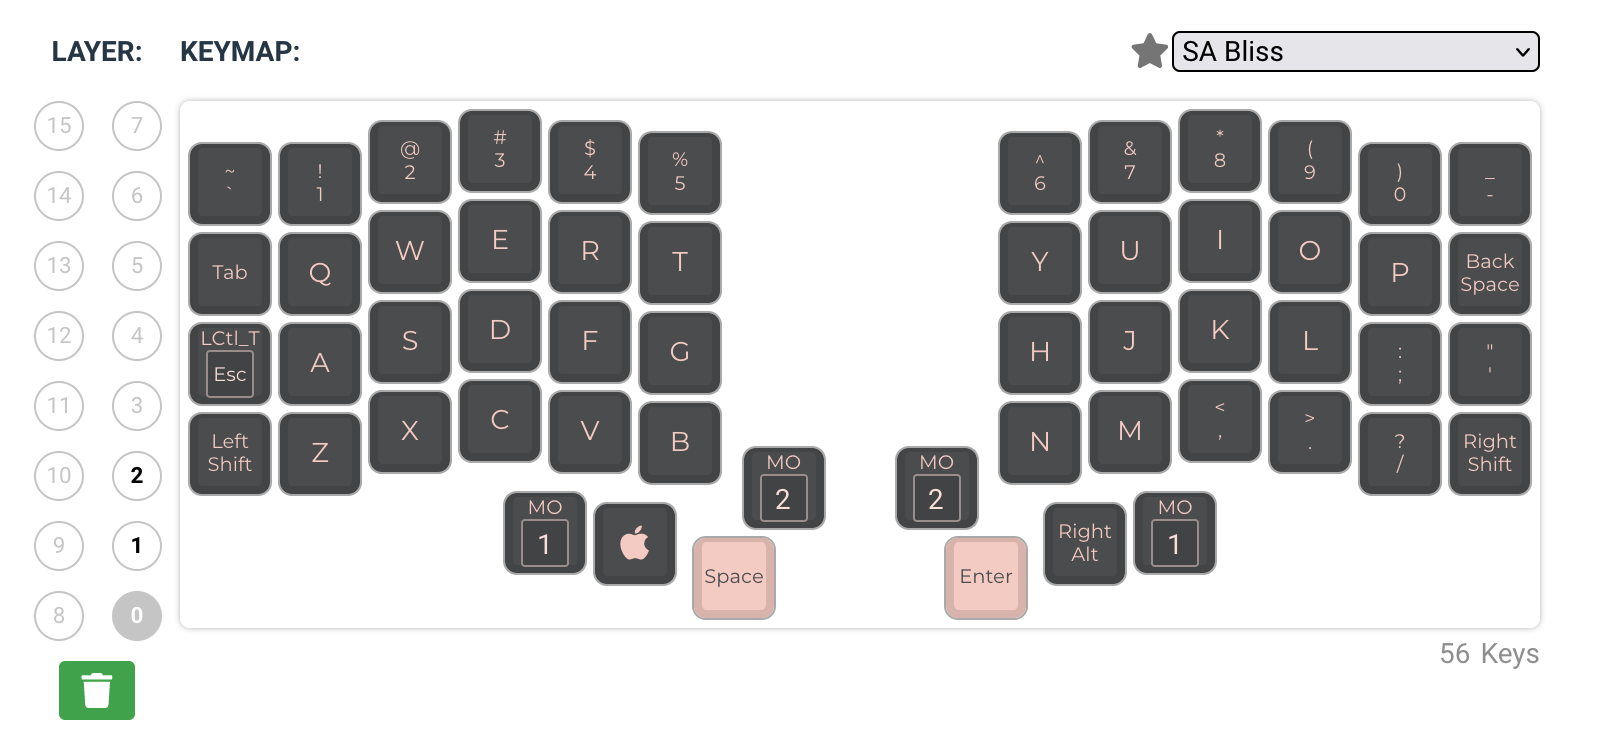 LAYER: KEYMAP: SA Bliss
15 7
14 6
13 5
12 4
11 3
10 2
9 1
8 0
~ ! @ # $ % ^ & * ( ) _
` 1 2 3 4 5 6 7 8 9 0 -
Tab Q W E R T Y U I O P Back
Space
LCtl_T
Esc A S D F G H J K L : "
; '
Left
Shift Z X C V B N M < > ? Right
, . / Shift
MO MO
2 2
MO MO
1 Right 1
Alt
Space Enter
56 Keys